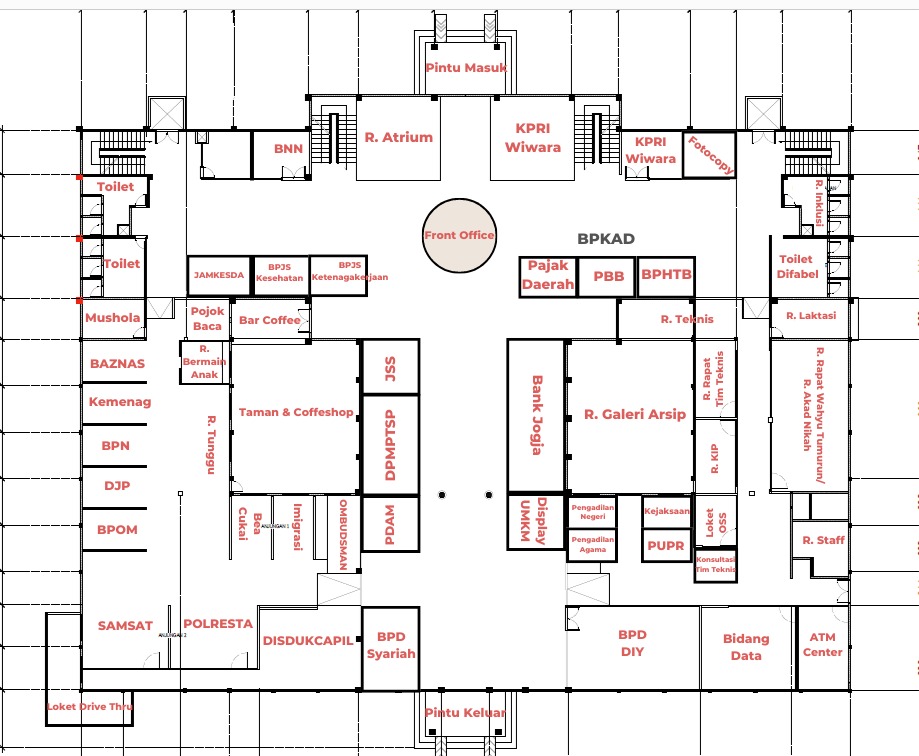 Pintu Masuk
R. Atrium
KPRI
Wiwara
BNN
KPRI
Wiwara
Fotocopy
Toilet
R. Inklusi
Front Office
BPKAD
Toilet
Toilet
Difabel
JAMKESDA
BPJS
Kesehatan
BPJS
Ketenagakerjaan
Pajak
Daerah
PBB
BPHTB
Mushola
Pojok
Baca
Bar Coffee
R. Teknis
R. Laktasi
BAZNAS
R.
Bermain
Anak
JSS
Bank Jogja
R. Rapat
Tim Teknis
R. Rapat Wahyu Tumurun/
R. Akad Nikah
Kemenag
Taman & Coffeshop
R. Galeri Arsip
BPN
R. Tunggu
DPMPTSP
R. KIP
DJP
BPOM
Bea
Cukai
ANJUNGAN 1
Imigrasi
OMBUDSMAN
PDAM
Display
UMKM
Pengadilan
Negeri
Kejaksaan
Loket
OSS
Pengadilan
Agama
PUPR
Konsultasi
Tim Teknis
R. Staff
SAMSAT
ANJUNGAN 2
POLRESTA
DISDUKCAPIL
BPD
Syariah
BPD
DIY
Bidang
Data
ATM
Center
Loket Drive Thru
Pintu Keluar